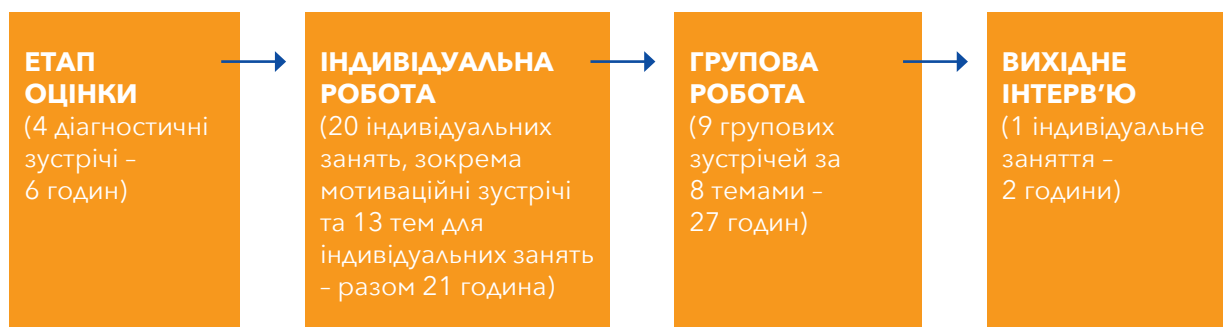 ЕТАП
ОЦІНКИ
(4 діагностичні
зустрічі –
6 годин)
ІНДИВІДУАЛЬНА
РОБОТА
(20 індивідуальних
занять, зокрема
мотиваційні зустрічі
та 13 тем для
індивідуальних занять
– разом 21 година)
ГРУПОВА
РОБОТА
(9 групових
зустрічей за
8 темами –
27 годин)
ВИХІДНЕ
ІНТЕРВ’Ю
(1 індивідуальне
заняття –
2 години)